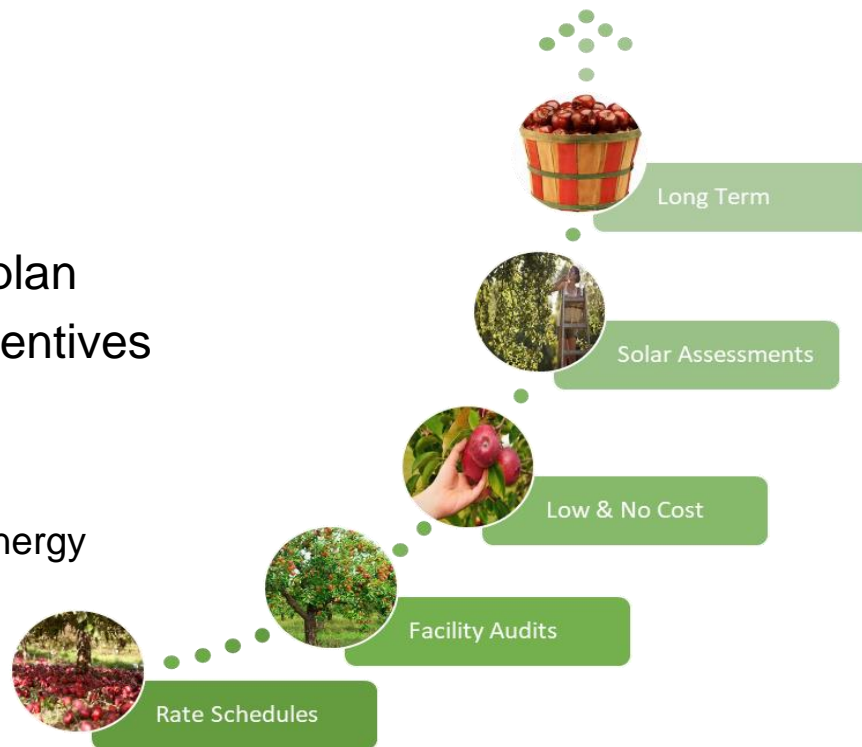 plan
entives
nergy
Long Term
Solar Assessments
Low & No Cost
Facility Audits
Rate Schedules